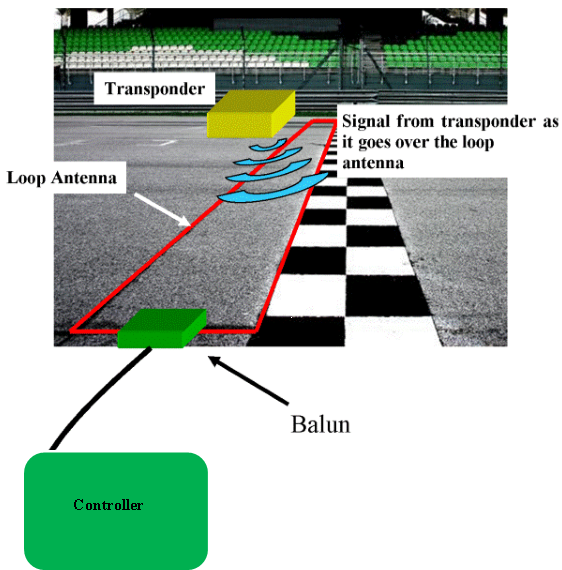 Transponder
Signal from transponder as
it goes over the loop
antenna
Loop Antenna
Balun
Controller